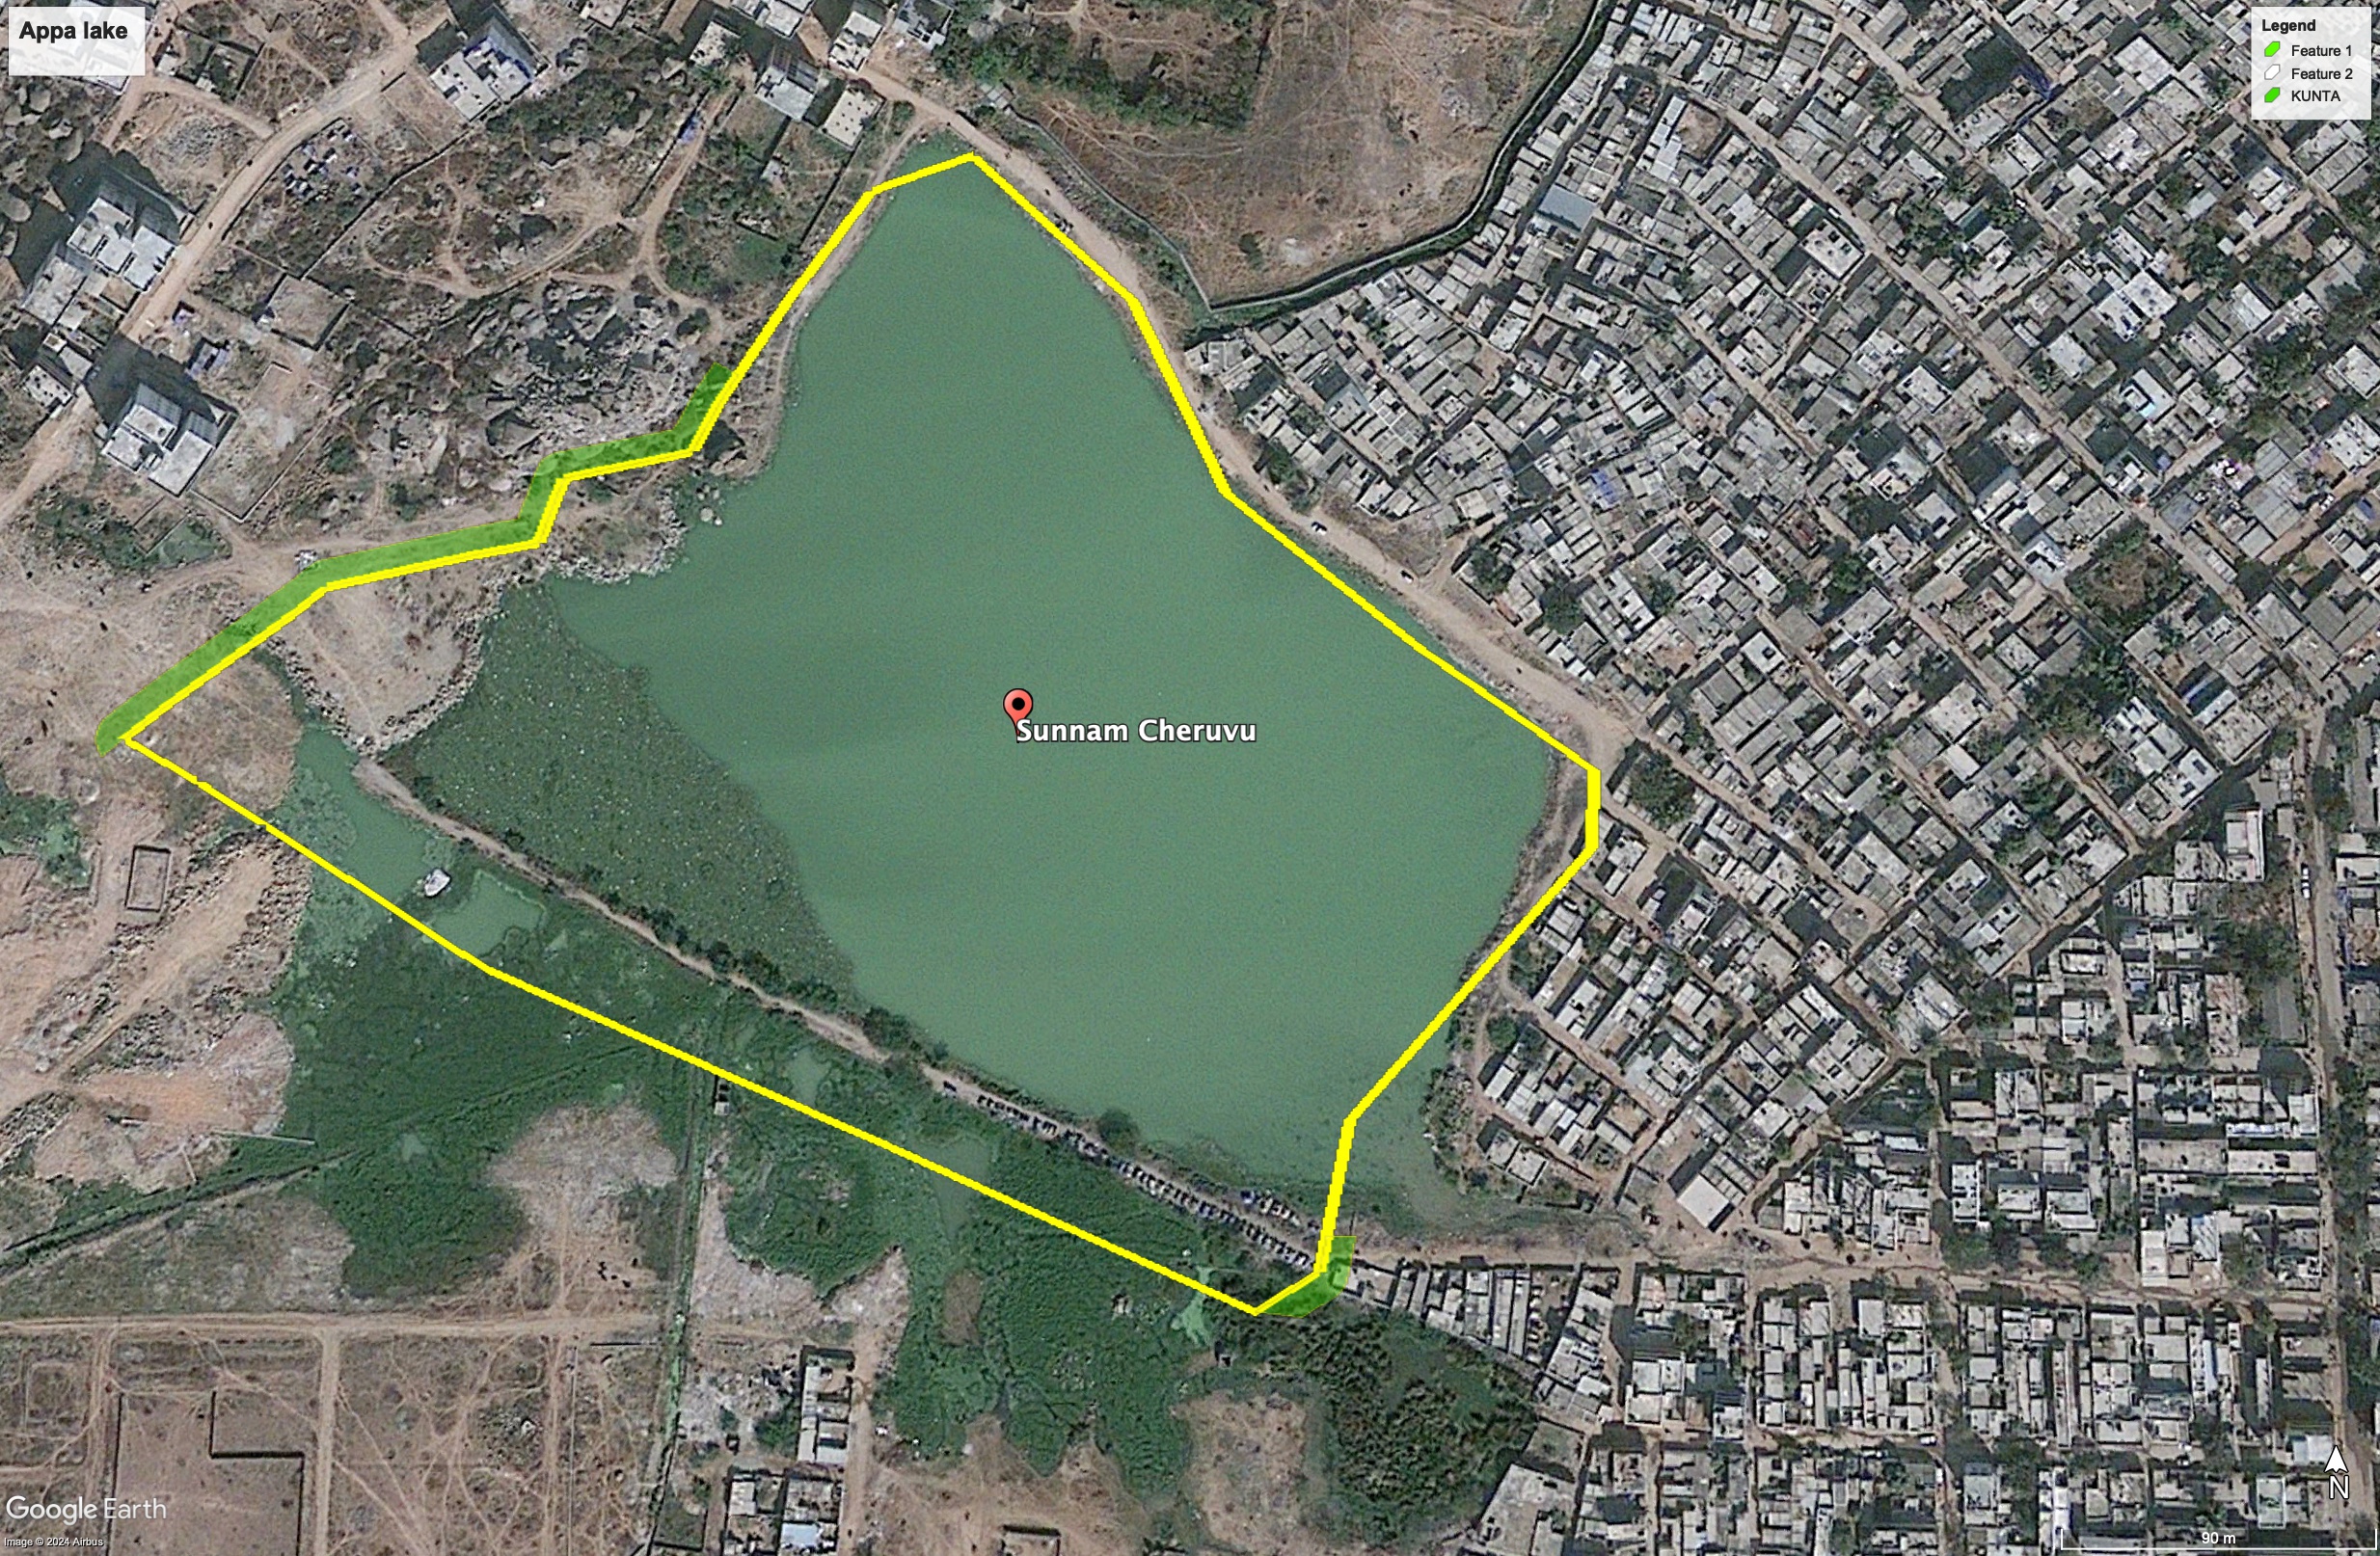 Appa lake
Legend
Feature 1
Feature 2
KUNTA
Sunnam Cheruvu
N
Google Earth
Image © 2024 Airbus
90 m